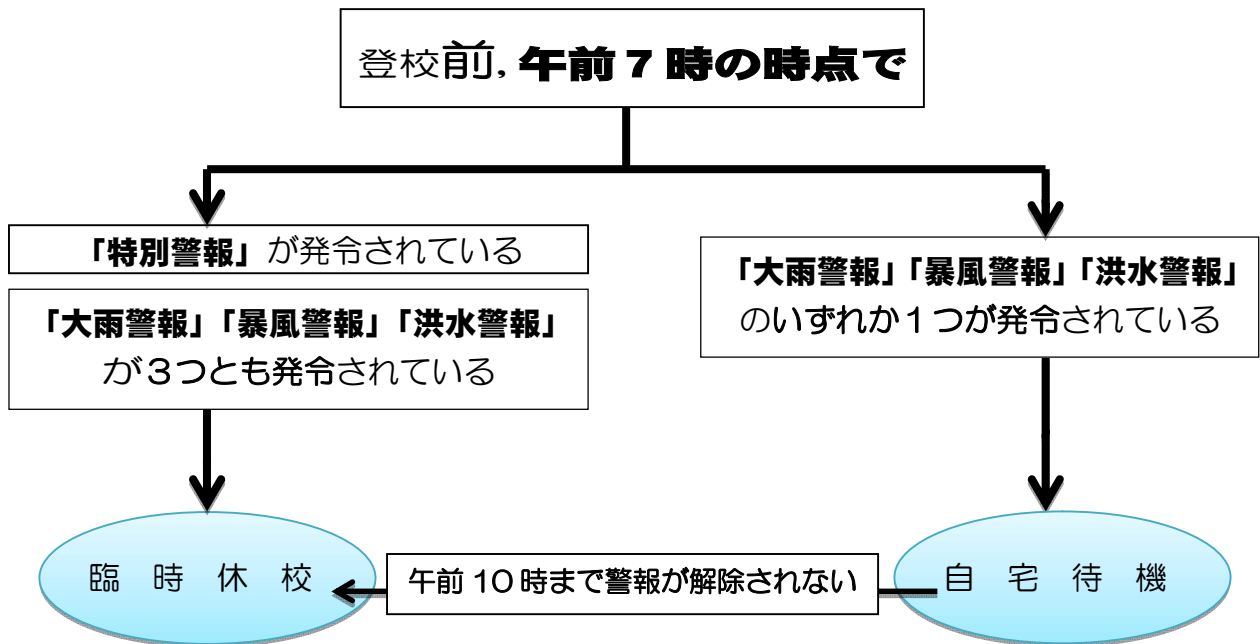 登校前，午前７時の時点で
「特別警報」が発令されている
「大雨警報」「暴風警報」「洪水警報」
が３つとも発令されている
「大雨警報」「暴風警報」「洪水警報」
のいずれか１つが発令されている
臨時休校
午前10時まで警報が解除されない
自宅待機